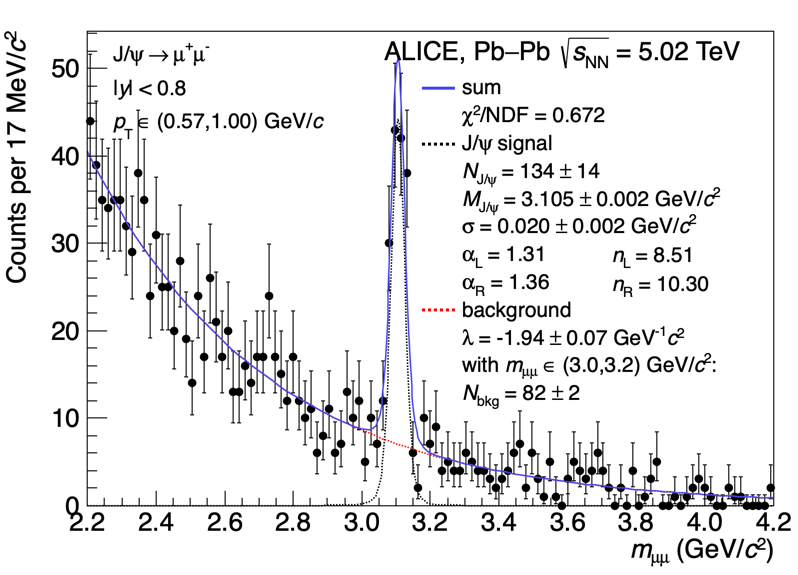 Counts per 17 MeV/c²
50
40
30
20
10
0
J/ψ → μ⁺μ⁻
|y| < 0.8
p_T ∈ (0.57,1.00) GeV/c
ALICE, Pb–Pb √s_NN = 5.02 TeV
sum
χ²/NDF = 0.672
J/ψ signal
N_J/ψ = 134 ± 14
M_J/ψ = 3.105 ± 0.002 GeV/c²
σ = 0.020 ± 0.002 GeV/c²
α_L = 1.31 n_L = 8.51
α_R = 1.36 n_R = 10.30
background
λ = -1.94 ± 0.07 GeV⁻¹c²
with m_μμ ∈ (3.0,3.2) GeV/c²:
N_bkg = 82 ± 2
2.2 2.4 2.6 2.8 3.0 3.2 3.4 3.6 3.8 4.0 4.2
m_μμ (GeV/c²)